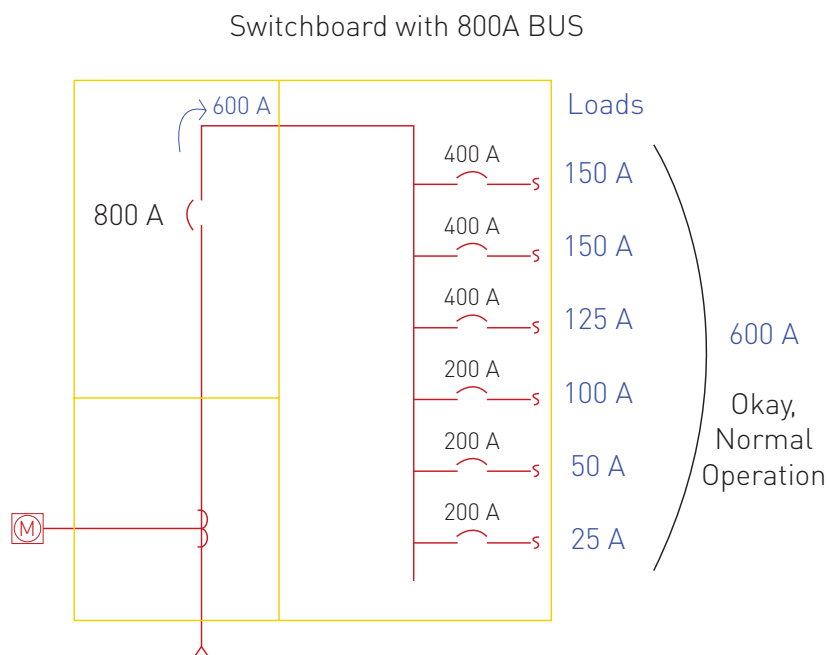 Switchboard with 800A BUS
600 A
Loads
400 A
150 A
800 A
400 A
150 A
400 A
125 A
600 A
200 A
100 A
Okay,
Normal
Operation
200 A
50 A
200 A
25 A
M